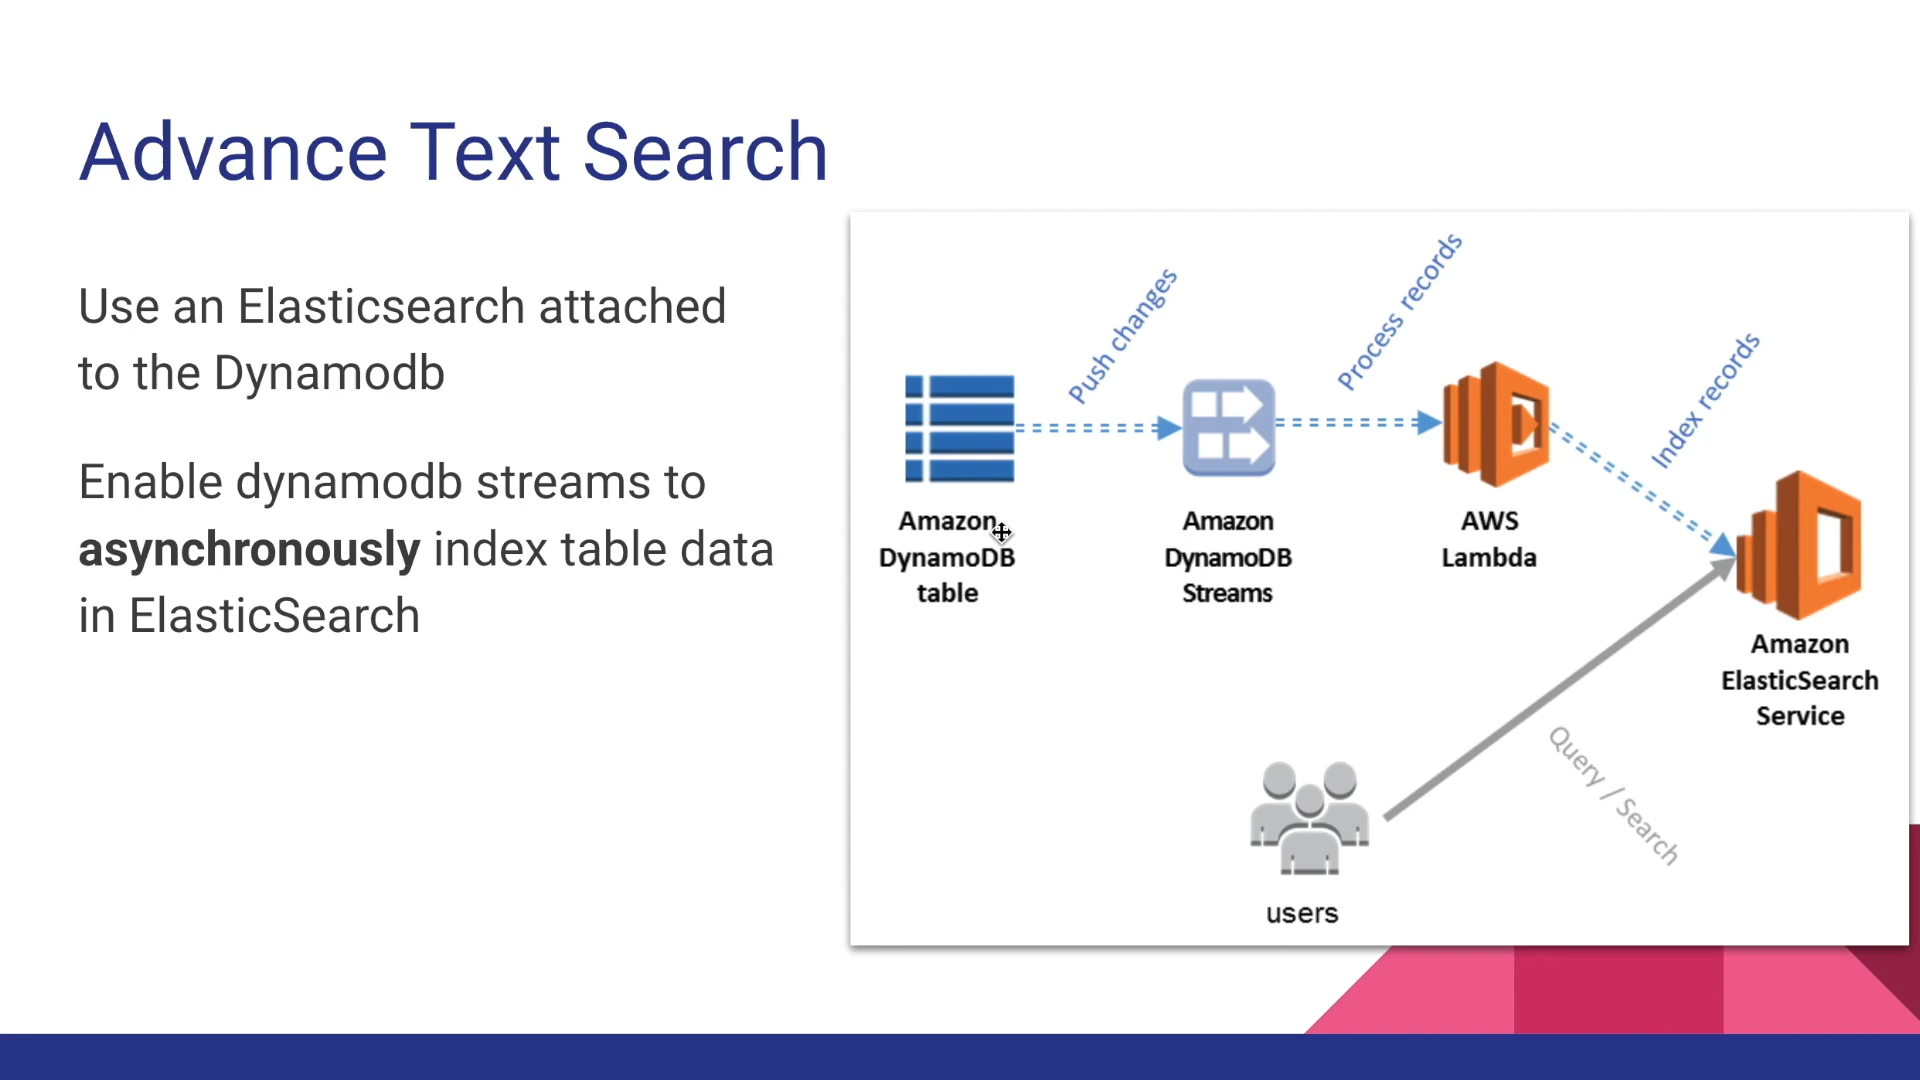 Advance Text Search
Use an Elasticsearch attached
to the Dynamodb
Enable dynamodb streams to
asynchronously index table data
in ElasticSearch
Push changes
Process records
Index records
Amazon
DynamoDB
table
Amazon
DynamoDB
Streams
AWS
Lambda
Amazon
ElasticSearch
Service
Query / Search
users